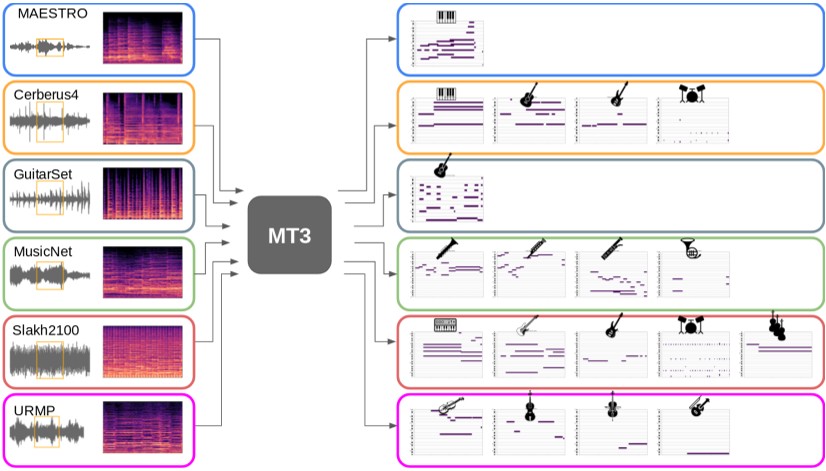 MAESTRO
Cerberus4
GuitarSet
MusicNet
Slakh2100
URMP
MT3